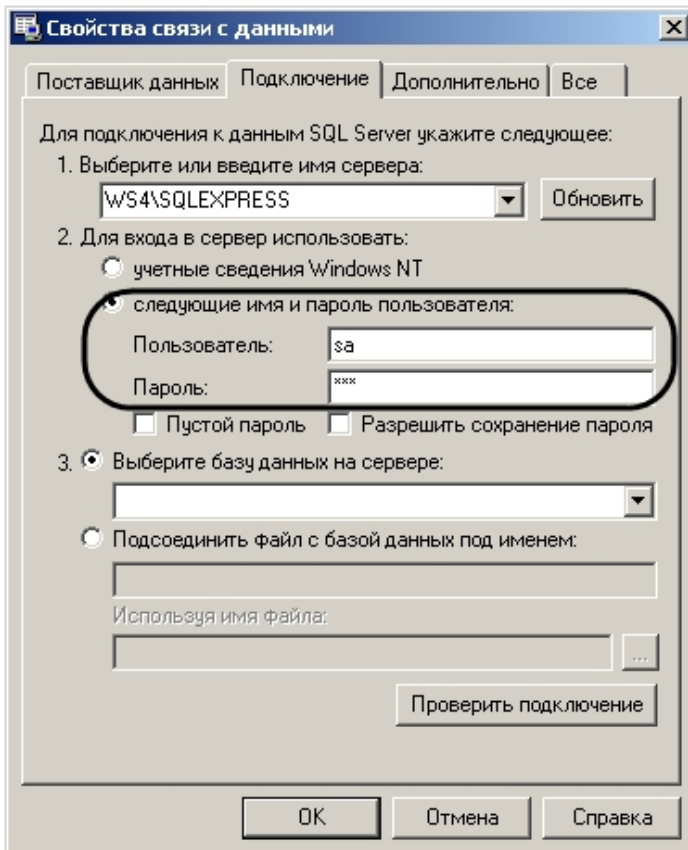 Свойства связи с данными
Поставщик данных Подключение Дополнительно Все
Для подключения к данным SQL Server укажите следующее:
1. Выберите или введите имя сервера:
WS4\SQLEXPRESS Обновить
2. Для входа в сервер использовать:
учетные сведения Windows NT
следующие имя и пароль пользователя:
Пользователь: sa
Пароль: ***
Пустой пароль Разрешить сохранение пароля
3. Выберите базу данных на сервере:
Подсоединить файл с базой данных под именем:
Используя имя файла:
...
Проверить подключение
OK Отмена Справка